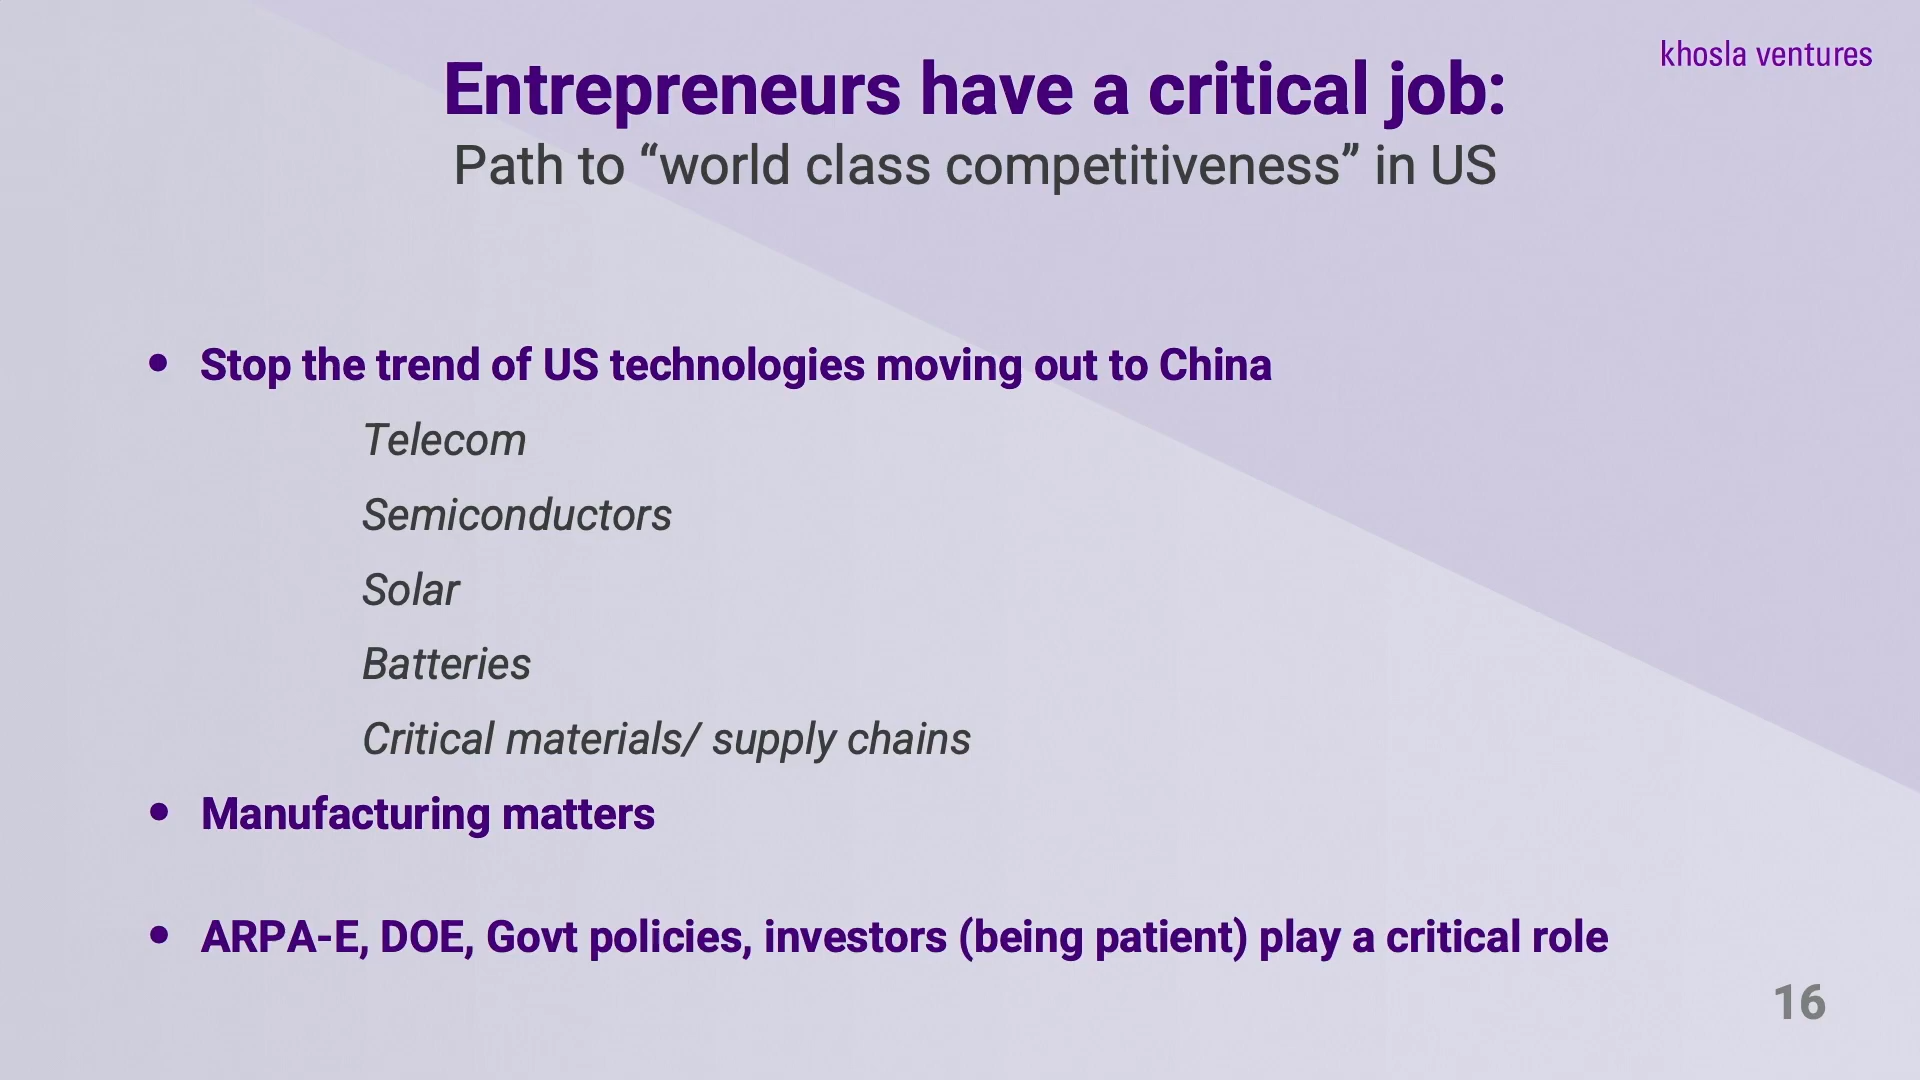 khosla ventures
Entrepreneurs have a critical job:
Path to “world class competitiveness” in US
• Stop the trend of US technologies moving out to China
Telecom
Semiconductors
Solar
Batteries
Critical materials/ supply chains
• Manufacturing matters
• ARPA-E, DOE, Govt policies, investors (being patient) play a critical role
16